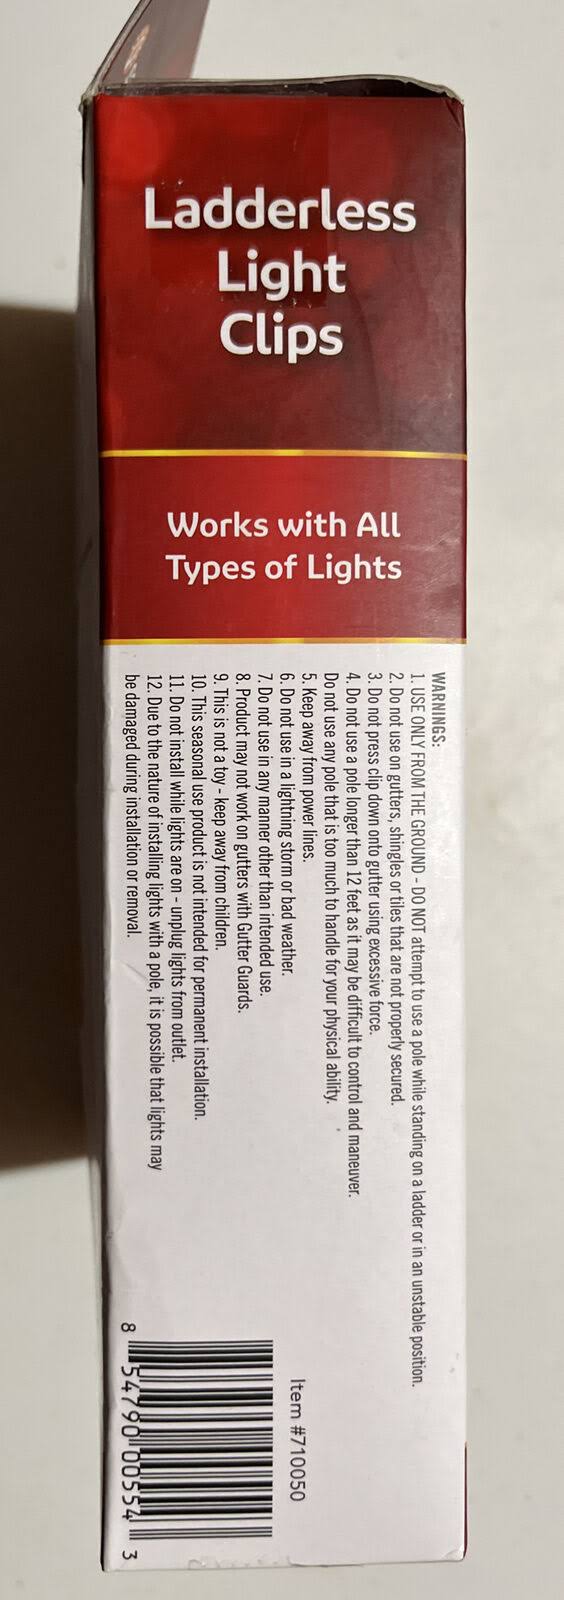 Ladderless
Light
Clips
Works with All
Types of Lights
WARNINGS:
1. USE ONLY FROM THE GROUND - DO NOT attempt to use a pole while standing on a ladder or in an unstable position.
2. Do not use on gutters, shingles or tiles that are not properly secured.
3. Do not press clip down onto gutter using excessive force.
4. Do not use a pole longer than 12 feet as it may be difficult to control and maneuver.
Do not use any pole that is too much to handle for your physical ability.
5. Keep away from power lines.
6. Do not use in a lightning storm or bad weather.
7. Do not use in any manner other than intended use.
8. Product may not work on gutters with Gutter Guards.
9. This is not a toy - keep away from children.
10. This seasonal use product is not intended for permanent installation.
11. Do not install while lights are on - unplug lights from outlet.
12. Due to the nature of installing lights with a pole, it is possible that lights may
be damaged during installation or removal.
Item #710050
8 54790 00554 3